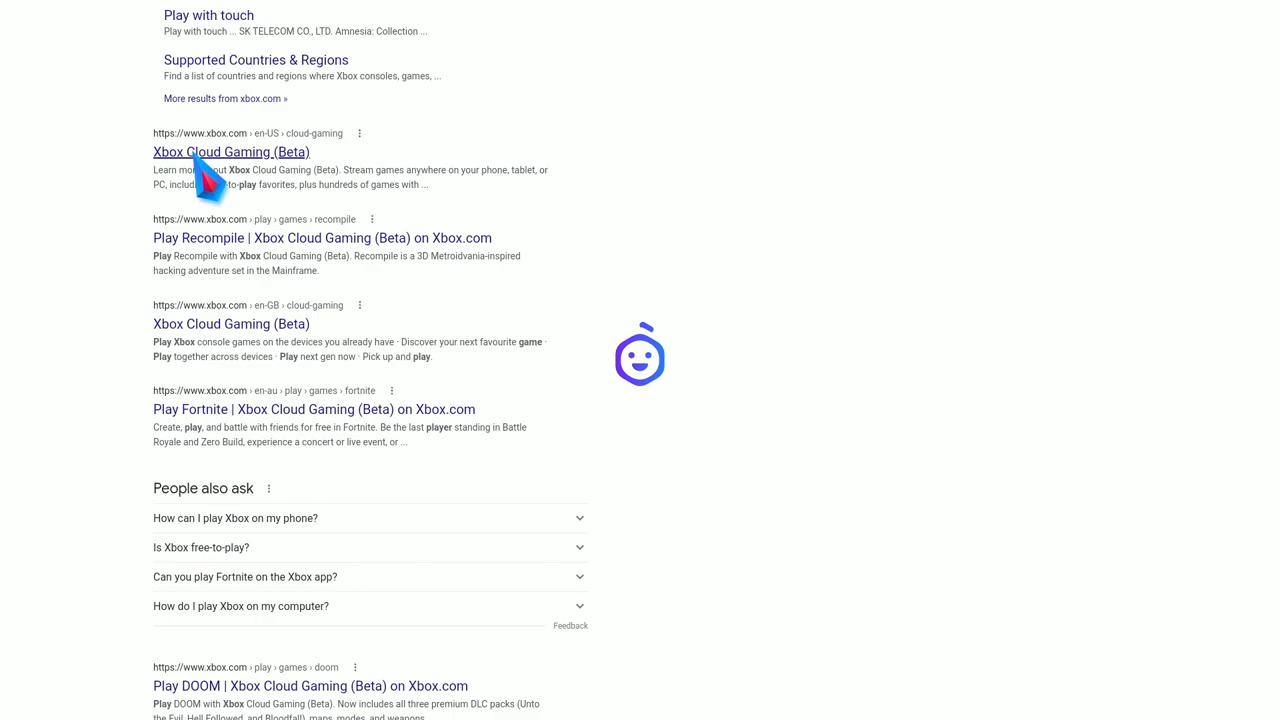 Play with touch
Play with touch ... SK TELECOM CO., LTD. Amnesia: Collection ...
Supported Countries & Regions
Find a list of countries and regions where Xbox consoles, games, ...
More results from xbox.com »
https://www.xbox.com › en-US › cloud-gaming
Xbox Cloud Gaming (Beta)
Learn out Xbox Cloud Gaming (Beta). Stream games anywhere on your phone, tablet, or
PC, -to-play favorites, plus hundreds of games with ...
https://www.xbox.com › play › games › recompile
Play Recompile | Xbox Cloud Gaming (Beta) on Xbox.com
Play Recompile with Xbox Cloud Gaming (Beta). Recompile is a 3D Metroidvania-inspired
hacking adventure set in the Mainframe.
https://www.xbox.com › en-GB › cloud-gaming
Xbox Cloud Gaming (Beta)
Play Xbox console games on the devices you already have · Discover your next favourite game ·
Play together across devices · Play next gen now · Pick up and play.
https://www.xbox.com › en-au › play › games › fortnite
Play Fortnite | Xbox Cloud Gaming (Beta) on Xbox.com
Create, play, and battle with friends for free in Fortnite. Be the last player standing in Battle
Royale and Zero Build, experience a concert or live event, or ...
People also ask
How can I play Xbox on my phone?
Is Xbox free-to-play?
Can you play Fortnite on the Xbox app?
How do I play Xbox on my computer?
Feedback
https://www.xbox.com › play › games › doom
Play DOOM | Xbox Cloud Gaming (Beta) on Xbox.com
Play DOOM with Xbox Cloud Gaming (Beta). Now includes all three premium DLC packs (Unto
the Evil, Hell Followed, and Bloodfall), maps, modes, and weapons